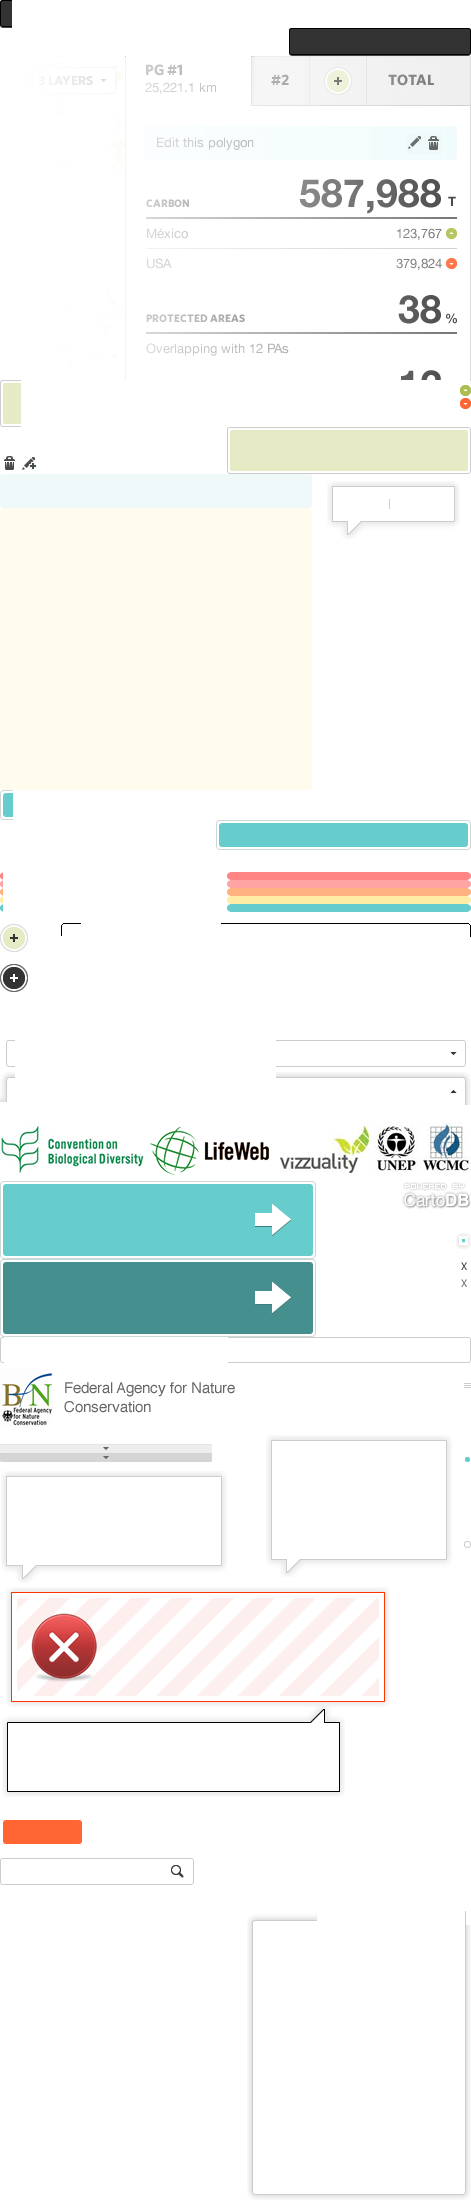 3 LAYERS
PG #1
25,221.1 km
#2
TOTAL
Edit this polygon
CARBON
587,988 T
México
123,767
USA
379,824
PROTECTED AREAS
38 %
Overlapping with 12 PAs
Convention on
Biological Diversity
LifeWeb
vizzuality
UNEP
WCMC
POWERED BY
CartoDB
X
X
BfN
Federal Agency
for Nature
Conservation
Federal Agency for Nature
Conservation